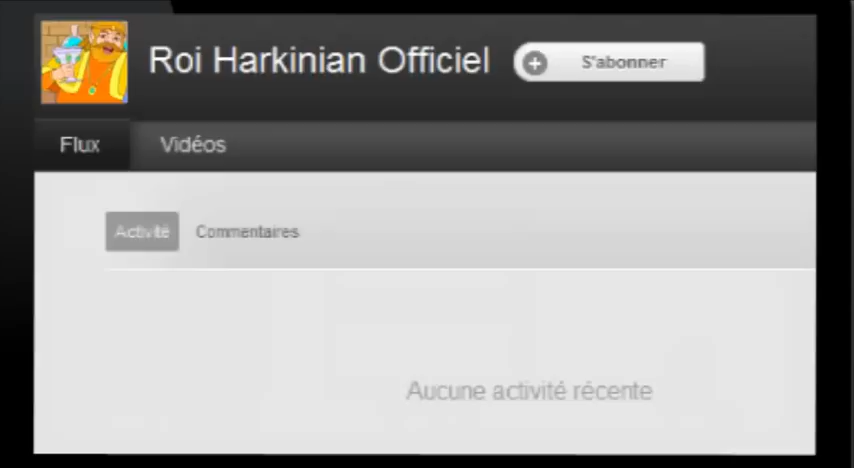 Roi Harkinian Officiel
S'abonner
Flux Vidéos
Activité Commentaires
Aucune activité récente